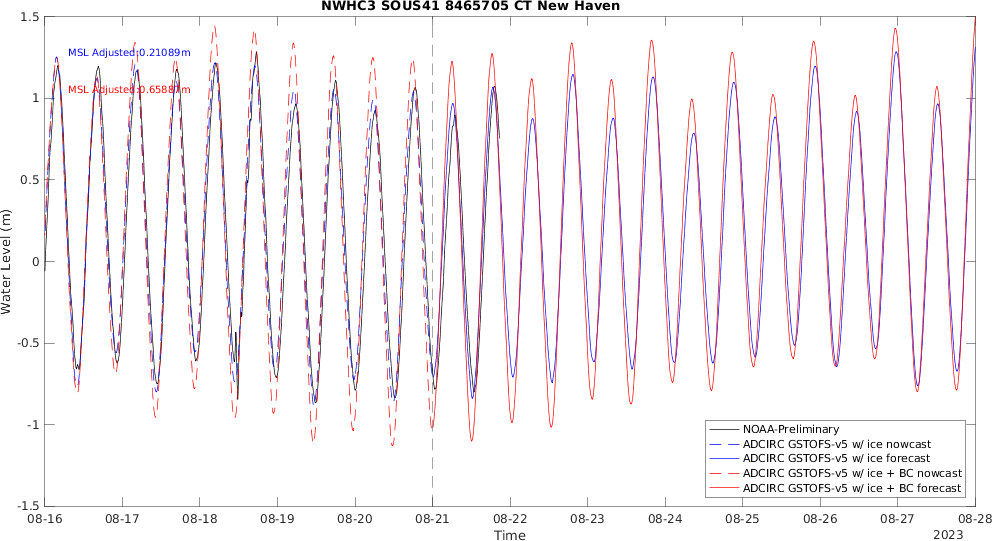 NWHC3 SOUS41 8465705 CT New Haven
MSL Adjusted:0.21089m
MSL Adjusted:0.65887m
Water Level (m)
1.5
1
0.5
0
-0.5
-1
-1.5
08-16 08-17 08-18 08-19 08-20 08-21 08-22 08-23 08-24 08-25 08-26 08-27 08-28
Time
2023
NOAA-Preliminary
ADCIRC GSTOFS-v5 w/ ice nowcast
ADCIRC GSTOFS-v5 w/ ice forecast
ADCIRC GSTOFS-v5 w/ ice + BC nowcast
ADCIRC GSTOFS-v5 w/ ice + BC forecast